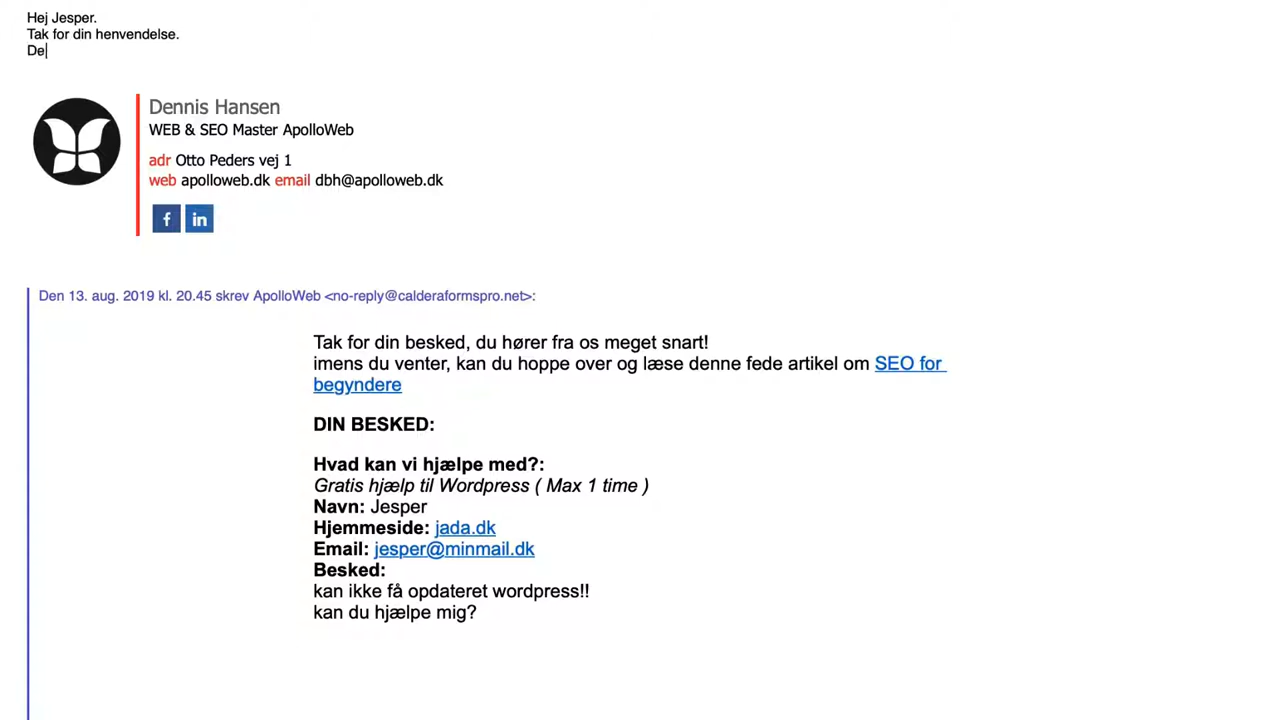 Hej Jesper.
Tak for din henvendelse.
De
Dennis Hansen
WEB & SEO Master ApolloWeb
adr Otto Peders vej 1
web apolloweb.dk email dbh@apolloweb.dk
f in
Den 13. aug. 2019 kl. 20.45 skrev ApolloWeb <no-reply@calderaformspro.net>:
Tak for din besked, du hører fra os meget snart!
imens du venter, kan du hoppe over og læse denne fede artikel om SEO for
begyndere
DIN BESKED:
Hvad kan vi hjælpe med?:
Gratis hjælp til Wordpress ( Max 1 time )
Navn: Jesper
Hjemmeside: jada.dk
Email: jesper@minmail.dk
Besked:
kan ikke få opdateret wordpress!!
kan du hjælpe mig?